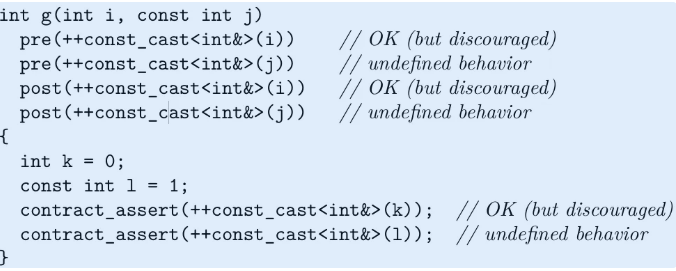 int g(int i, const int j)
  pre(++const_cast<int&>(i))    // OK (but discouraged)
  pre(++const_cast<int&>(j))    // undefined behavior
  post(++const_cast<int&>(i))   // OK (but discouraged)
  post(++const_cast<int&>(j))   // undefined behavior
{
  int k = 0;
  const int l = 1;
  contract_assert(++const_cast<int&>(k));  // OK (but discouraged)
  contract_assert(++const_cast<int&>(l));  // undefined behavior
}